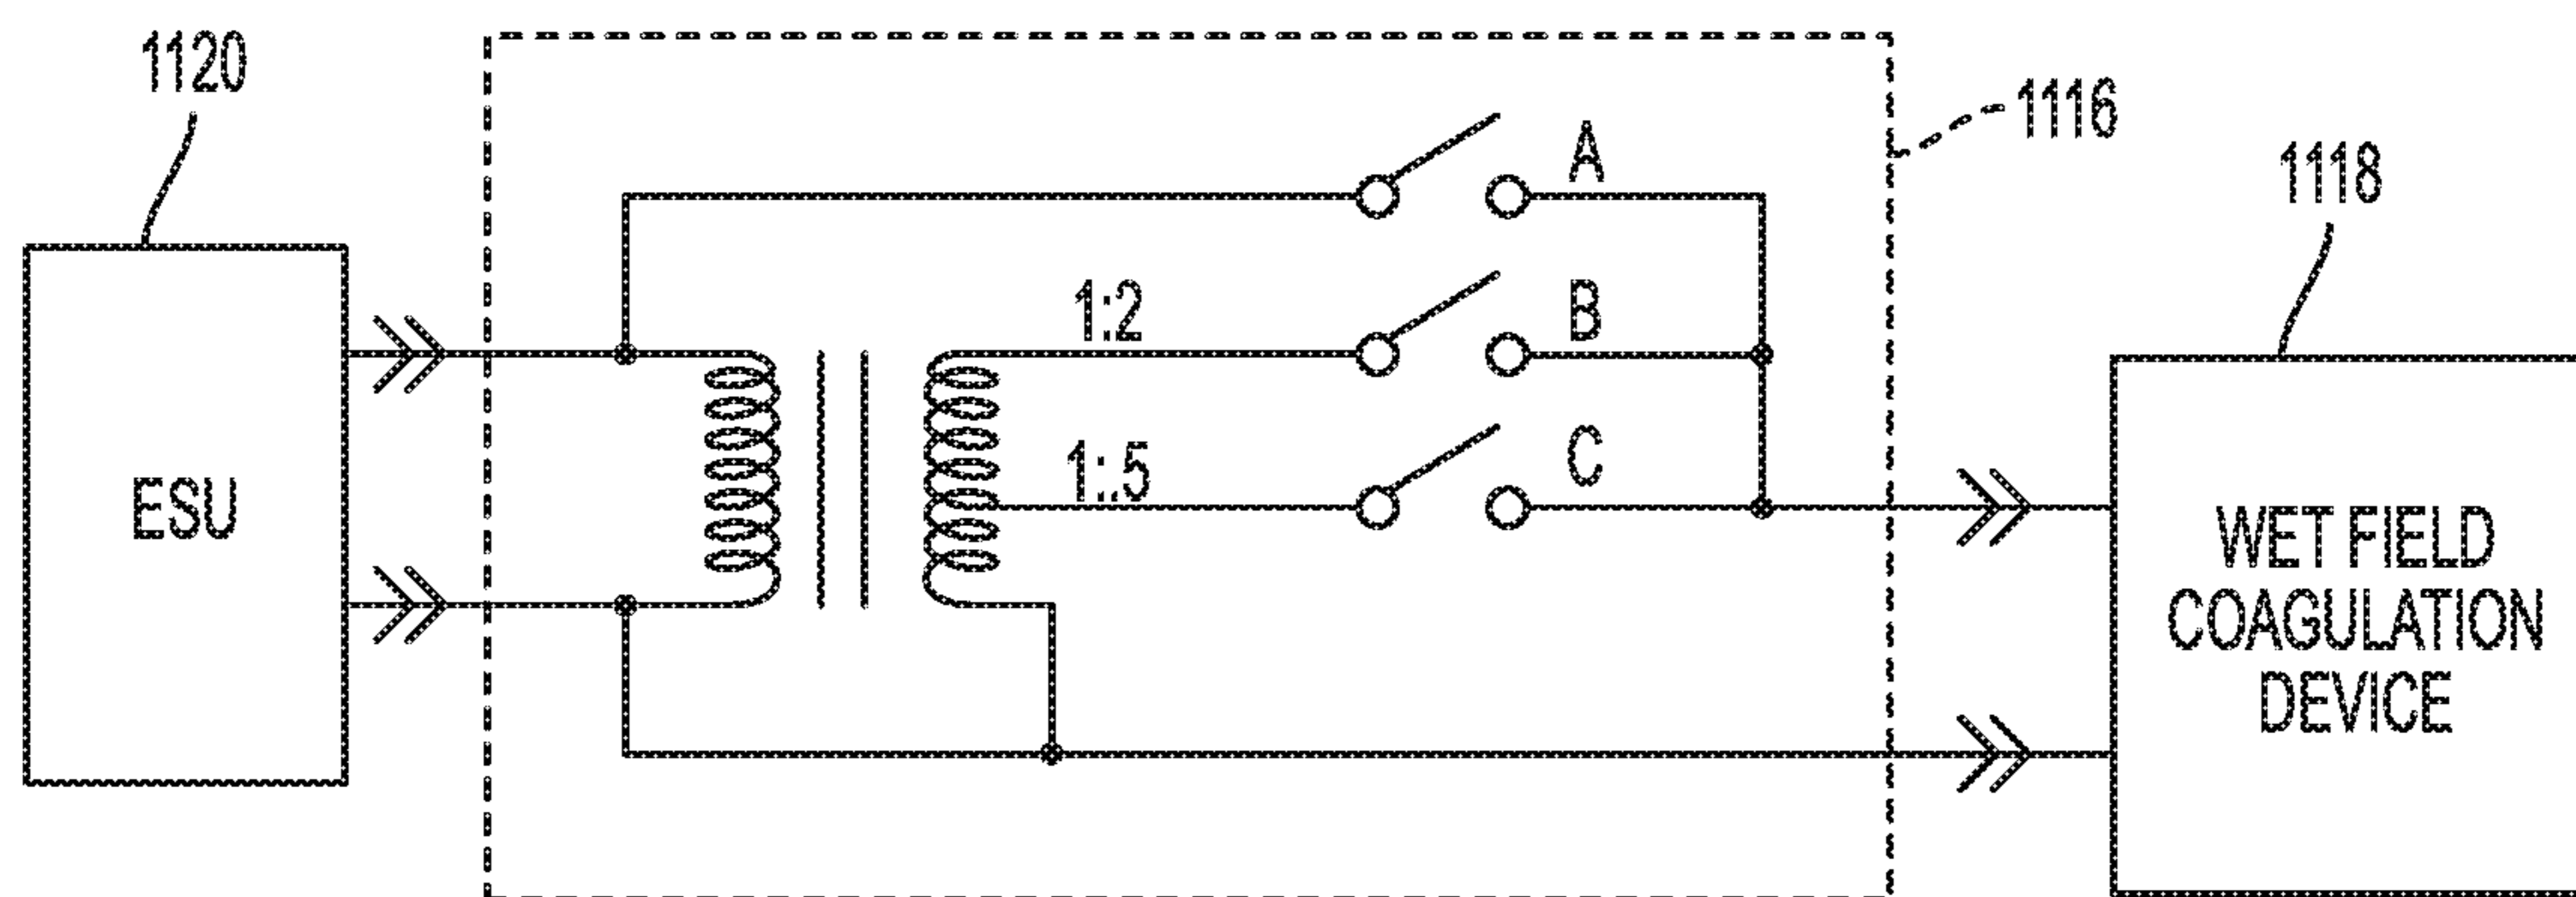 1120
1116
1118
A
1:2
B
1:.5
C
ESU
WET FIELD
COAGULATION
DEVICE